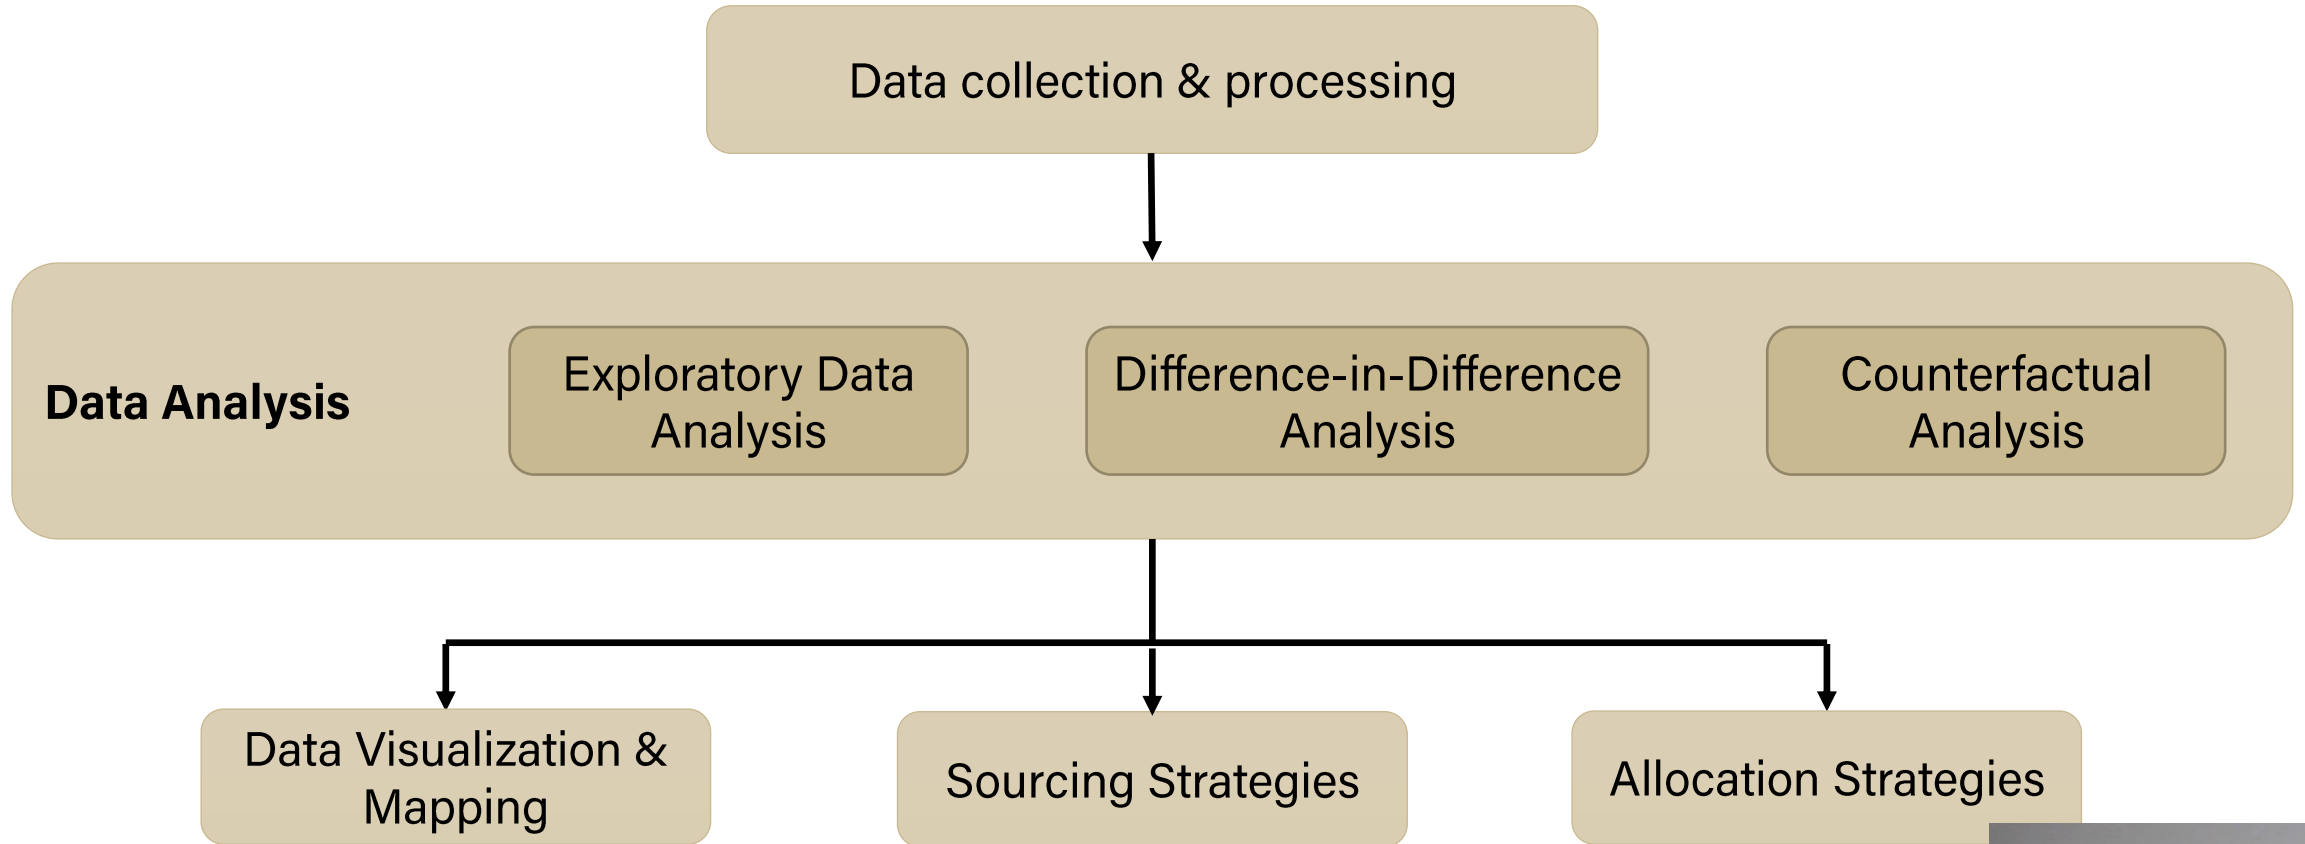 Data collection & processing
Data Analysis
Exploratory Data
Analysis
Difference-in-Difference
Analysis
Counterfactual
Analysis
Data Visualization &
Mapping
Sourcing Strategies
Allocation Strategies